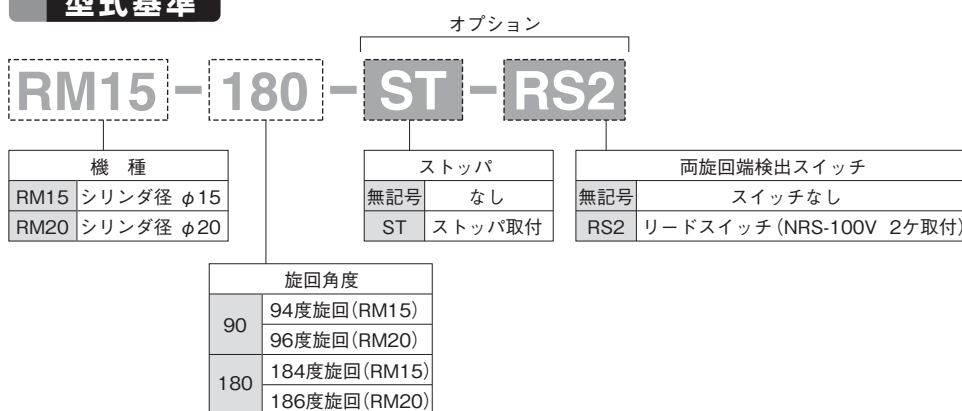 型式基準
オプション
RM15-180-ST-RS2
機 種
RM15 シリンダ径 φ15
RM20 シリンダ径 φ20
ストッパ
無記号 なし
ST ストッパ取付
両旋回端検出スイッチ
無記号 スイッチなし
RS2 リードスイッチ(NRS-100V 2ケ取付)
旋回角度
90 94度旋回(RM15)
96度旋回(RM20)
180 184度旋回(RM15)
186度旋回(RM20)